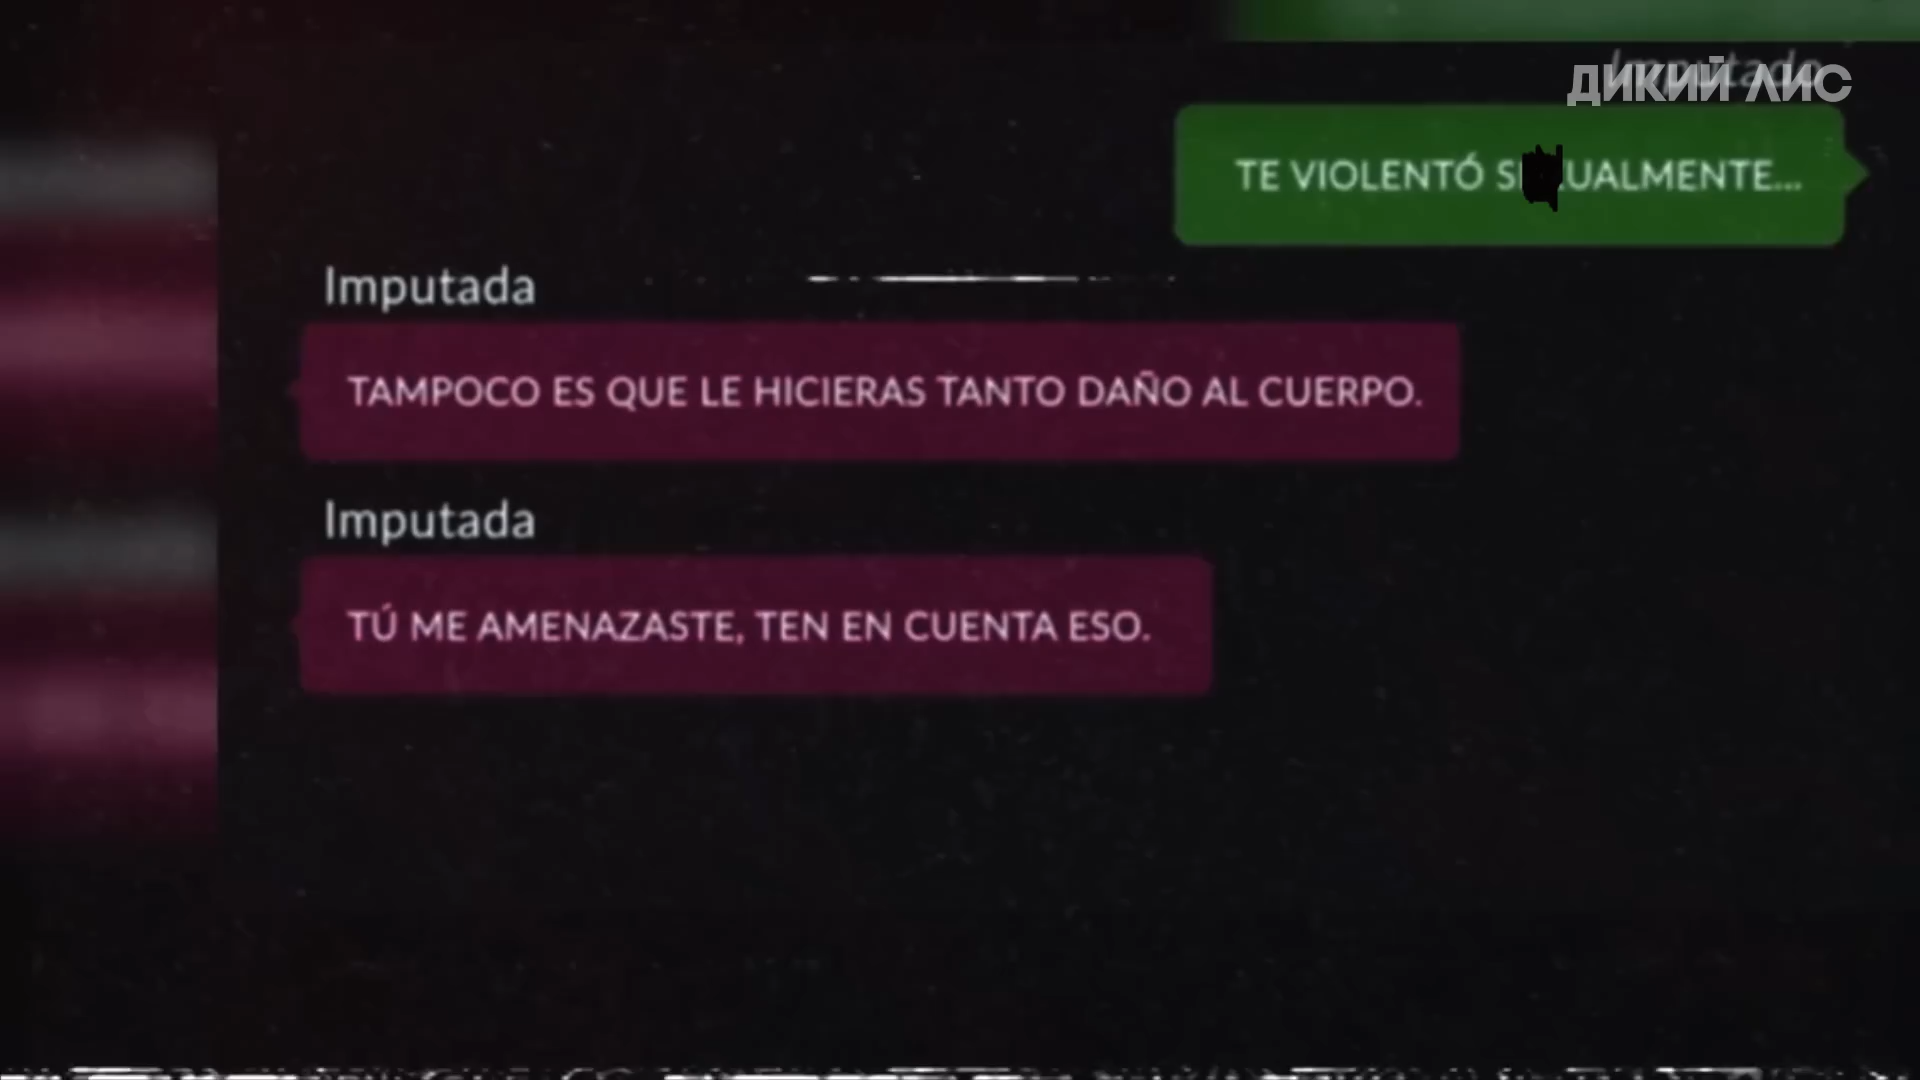 Imputado
ДИКИЙ ЛИС
TE VIOLENTÓ S UALMENTE...
Imputada
TAMPOCO ES QUE LE HICIERAS TANTO DAÑO AL CUERPO.
Imputada
TÚ ME AMENAZASTE, TEN EN CUENTA ESO.